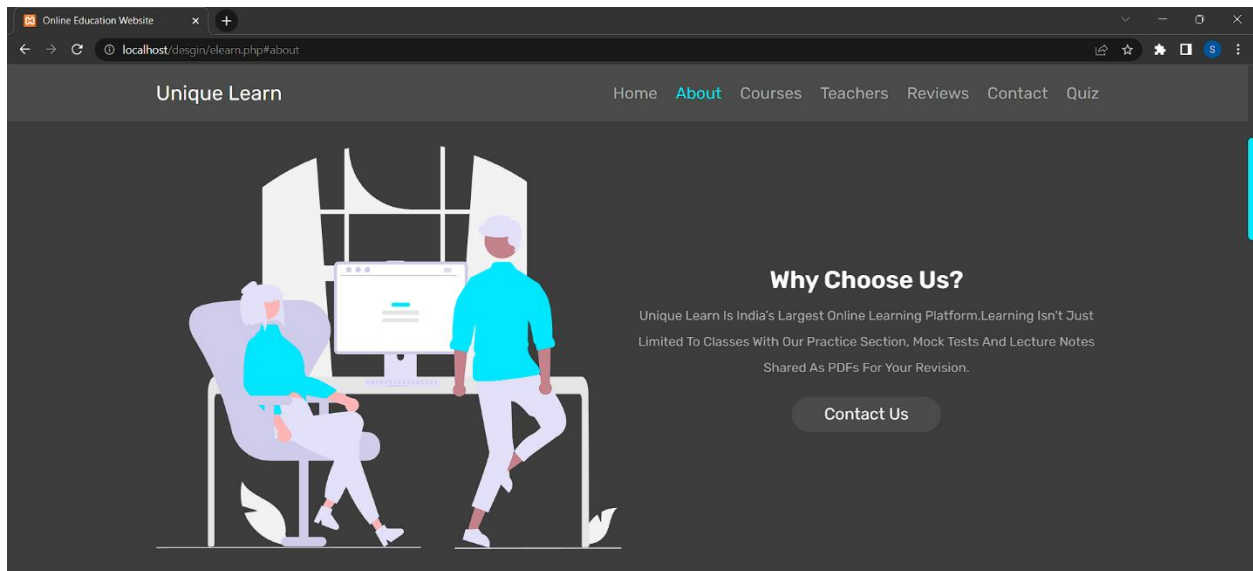 Online Education Website
localhost/desgin/elearn.php#about
S
Unique Learn
Home About Courses Teachers Reviews Contact Quiz
Why Choose Us?
Unique Learn Is India's Largest Online Learning Platform.Learning Isn't Just
Limited To Classes With Our Practice Section, Mock Tests And Lecture Notes
Shared As PDFs For Your Revision.
Contact Us